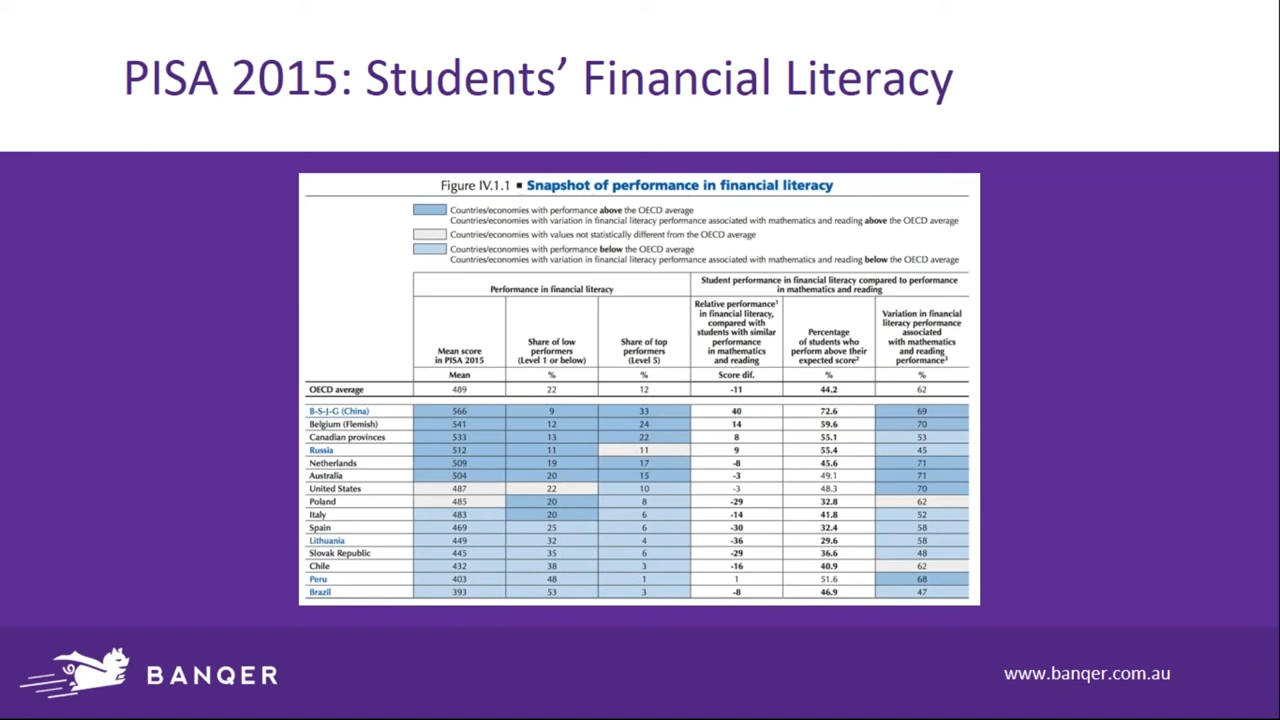 PISA 2015: Students' Financial Literacy
Figure IV.1.1 ■ Snapshot of performance in financial literacy
Countries/economies with performance above the OECD average
Countries/economies with variation in financial literacy performance associated with mathematics and reading above the OECD average
Countries/economies with values not statistically different from the OECD average
Countries/economies with performance below the OECD average
Countries/economies with variation in financial literacy performance associated with mathematics and reading below the OECD average
Performance in financial literacy
Student performance in financial literacy compared to performance
in mathematics and reading
Mean score
in PISA 2015
Share of low
performers
(Level 1 or below)
Share of top
performers
(Level 5)
Relative performance¹
in financial literacy,
compared with
students with similar
performance
in mathematics
and reading
Percentage
of students who
perform above their
expected score²
Variation in financial
literacy performance
associated
with mathematics
and reading
performance³
Mean % % Score dif. % %
OECD average 489 22 12 -11 44.2 62
B-S-J-G (China) 566 9 33 40 72.6 69
Belgium (Flemish) 541 12 24 14 59.6 70
Canadian provinces 533 13 22 8 55.1 53
Russia 512 11 11 9 55.4 45
Netherlands 509 19 17 -8 45.6 71
Australia 504 20 15 -3 49.1 71
United States 487 22 10 -3 48.3 70
Poland 485 20 8 -29 32.8 62
Italy 483 20 6 -14 41.8 52
Spain 469 25 6 -30 32.4 58
Lithuania 449 32 4 -36 29.6 58
Slovak Republic 445 35 6 -29 36.6 48
Chile 432 38 3 -16 40.9 62
Peru 403 48 1 1 51.6 68
Brazil 393 53 3 -8 46.9 47
BANQER
www.banqer.com.au